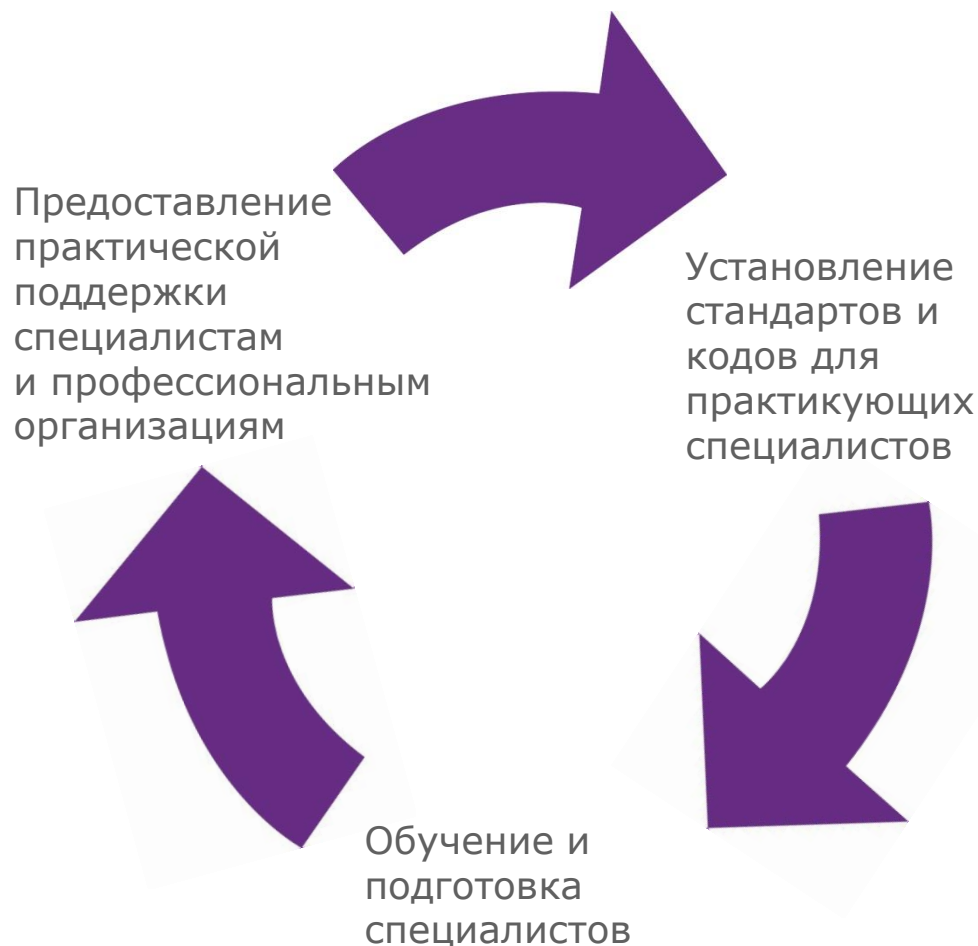 Предоставление
практической
поддержки
специалистам
и профессиональным
организациям
Установление
стандартов и
кодов для
практикующих
специалистов
Обучение и
подготовка
специалистов